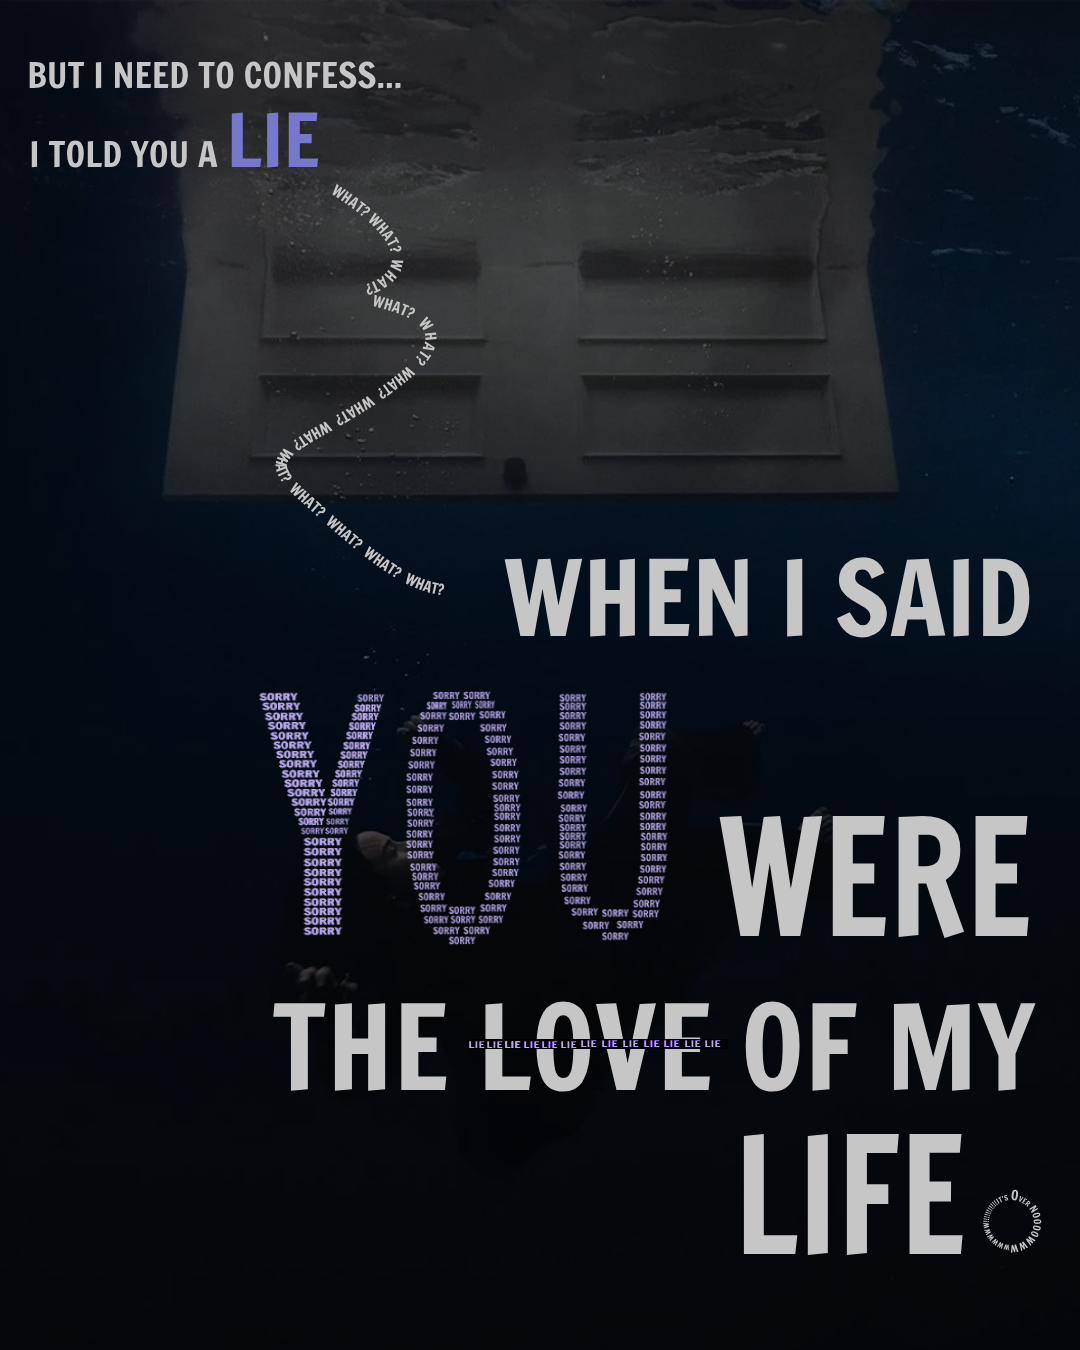 BUT I NEED TO CONFESS...
I TOLD YOU A LIE
WHAT? WHAT? WHAT? WHAT? WHAT? WHAT? WHAT? WHAT? WHAT? WHAT? WHAT? WHAT? WHAT?
WHEN I SAID
YOU WERE
SORRY
THE LOVE OF MY
LIE LIE LIE LIE LIE LIE LIE LIE LIE LIE LIE LIE LIE
LIFE
IT'S OVER